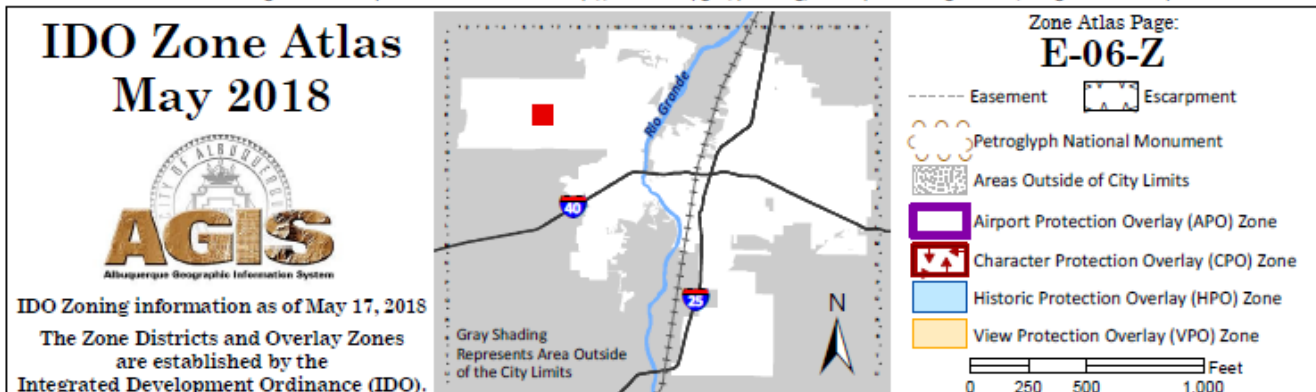 IDO Zone Atlas
May 2018
CITY OF ALBUQUERQUE
AGIS
Albuquerque Geographic Information System
IDO Zoning information as of May 17, 2018
The Zone Districts and Overlay Zones
are established by the
Integrated Development Ordinance (IDO).
Rio Grande
40
25
N
Gray Shading
Represents Area Outside
of the City Limits
Zone Atlas Page:
E-06-Z
Easement
Escarpment
Petroglyph National Monument
Areas Outside of City Limits
Airport Protection Overlay (APO) Zone
Character Protection Overlay (CPO) Zone
Historic Protection Overlay (HPO) Zone
View Protection Overlay (VPO) Zone
Feet
0 250 500 1,000